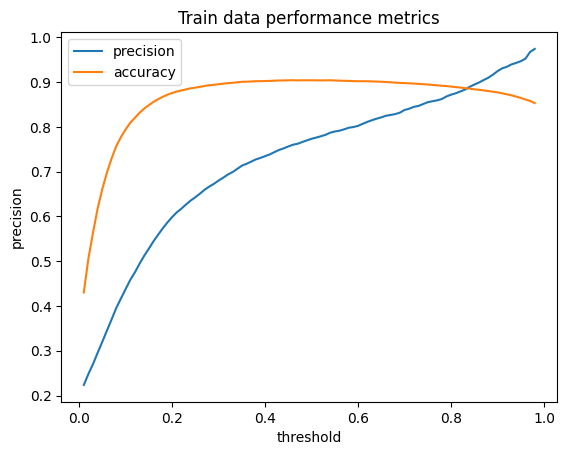 Train data performance metrics
precision
accuracy
precision
1.0
0.9
0.8
0.7
0.6
0.5
0.4
0.3
0.2
0.0 0.2 0.4 0.6 0.8 1.0
threshold